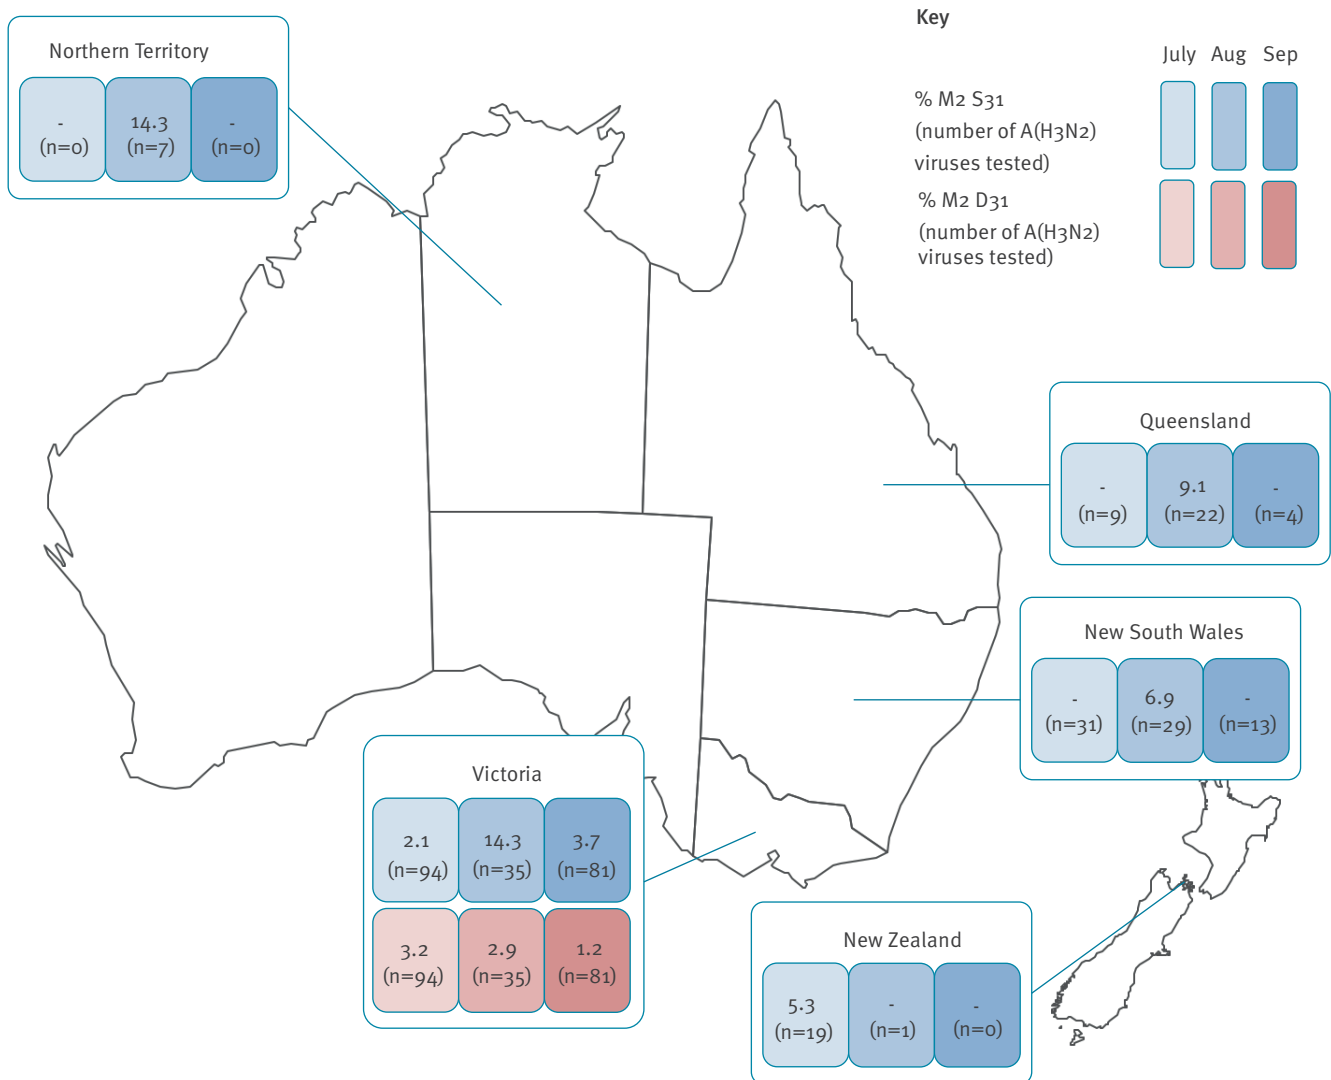 Key
July Aug Sep
% M2 S31
(number of A(H3N2)
viruses tested)
% M2 D31
(number of A(H3N2)
viruses tested)
Northern Territory
- 14.3 -
(n=0) (n=7) (n=0)
Queensland
- 9.1 -
(n=9) (n=22) (n=4)
New South Wales
- 6.9 -
(n=31) (n=29) (n=13)
Victoria
2.1 14.3 3.7
(n=94) (n=35) (n=81)
3.2 2.9 1.2
(n=94) (n=35) (n=81)
New Zealand
5.3 - -
(n=19) (n=1) (n=0)